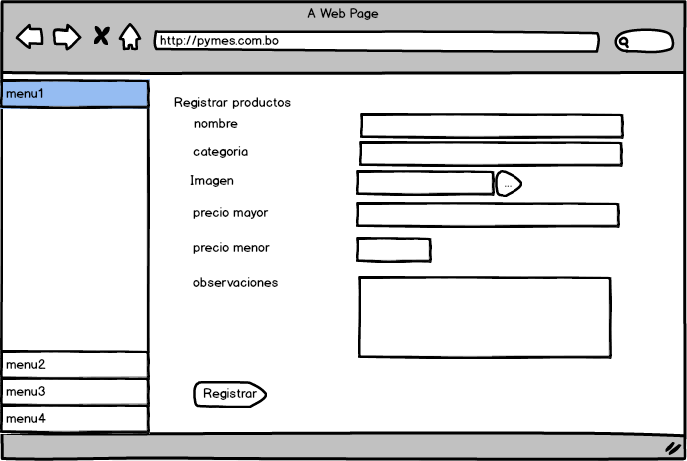 A Web Page
http://pymes.com.bo
menu1
Registrar productos
nombre
categoria
Imagen
...
precio mayor
precio menor
observaciones
menu2
menu3
menu4
Registrar